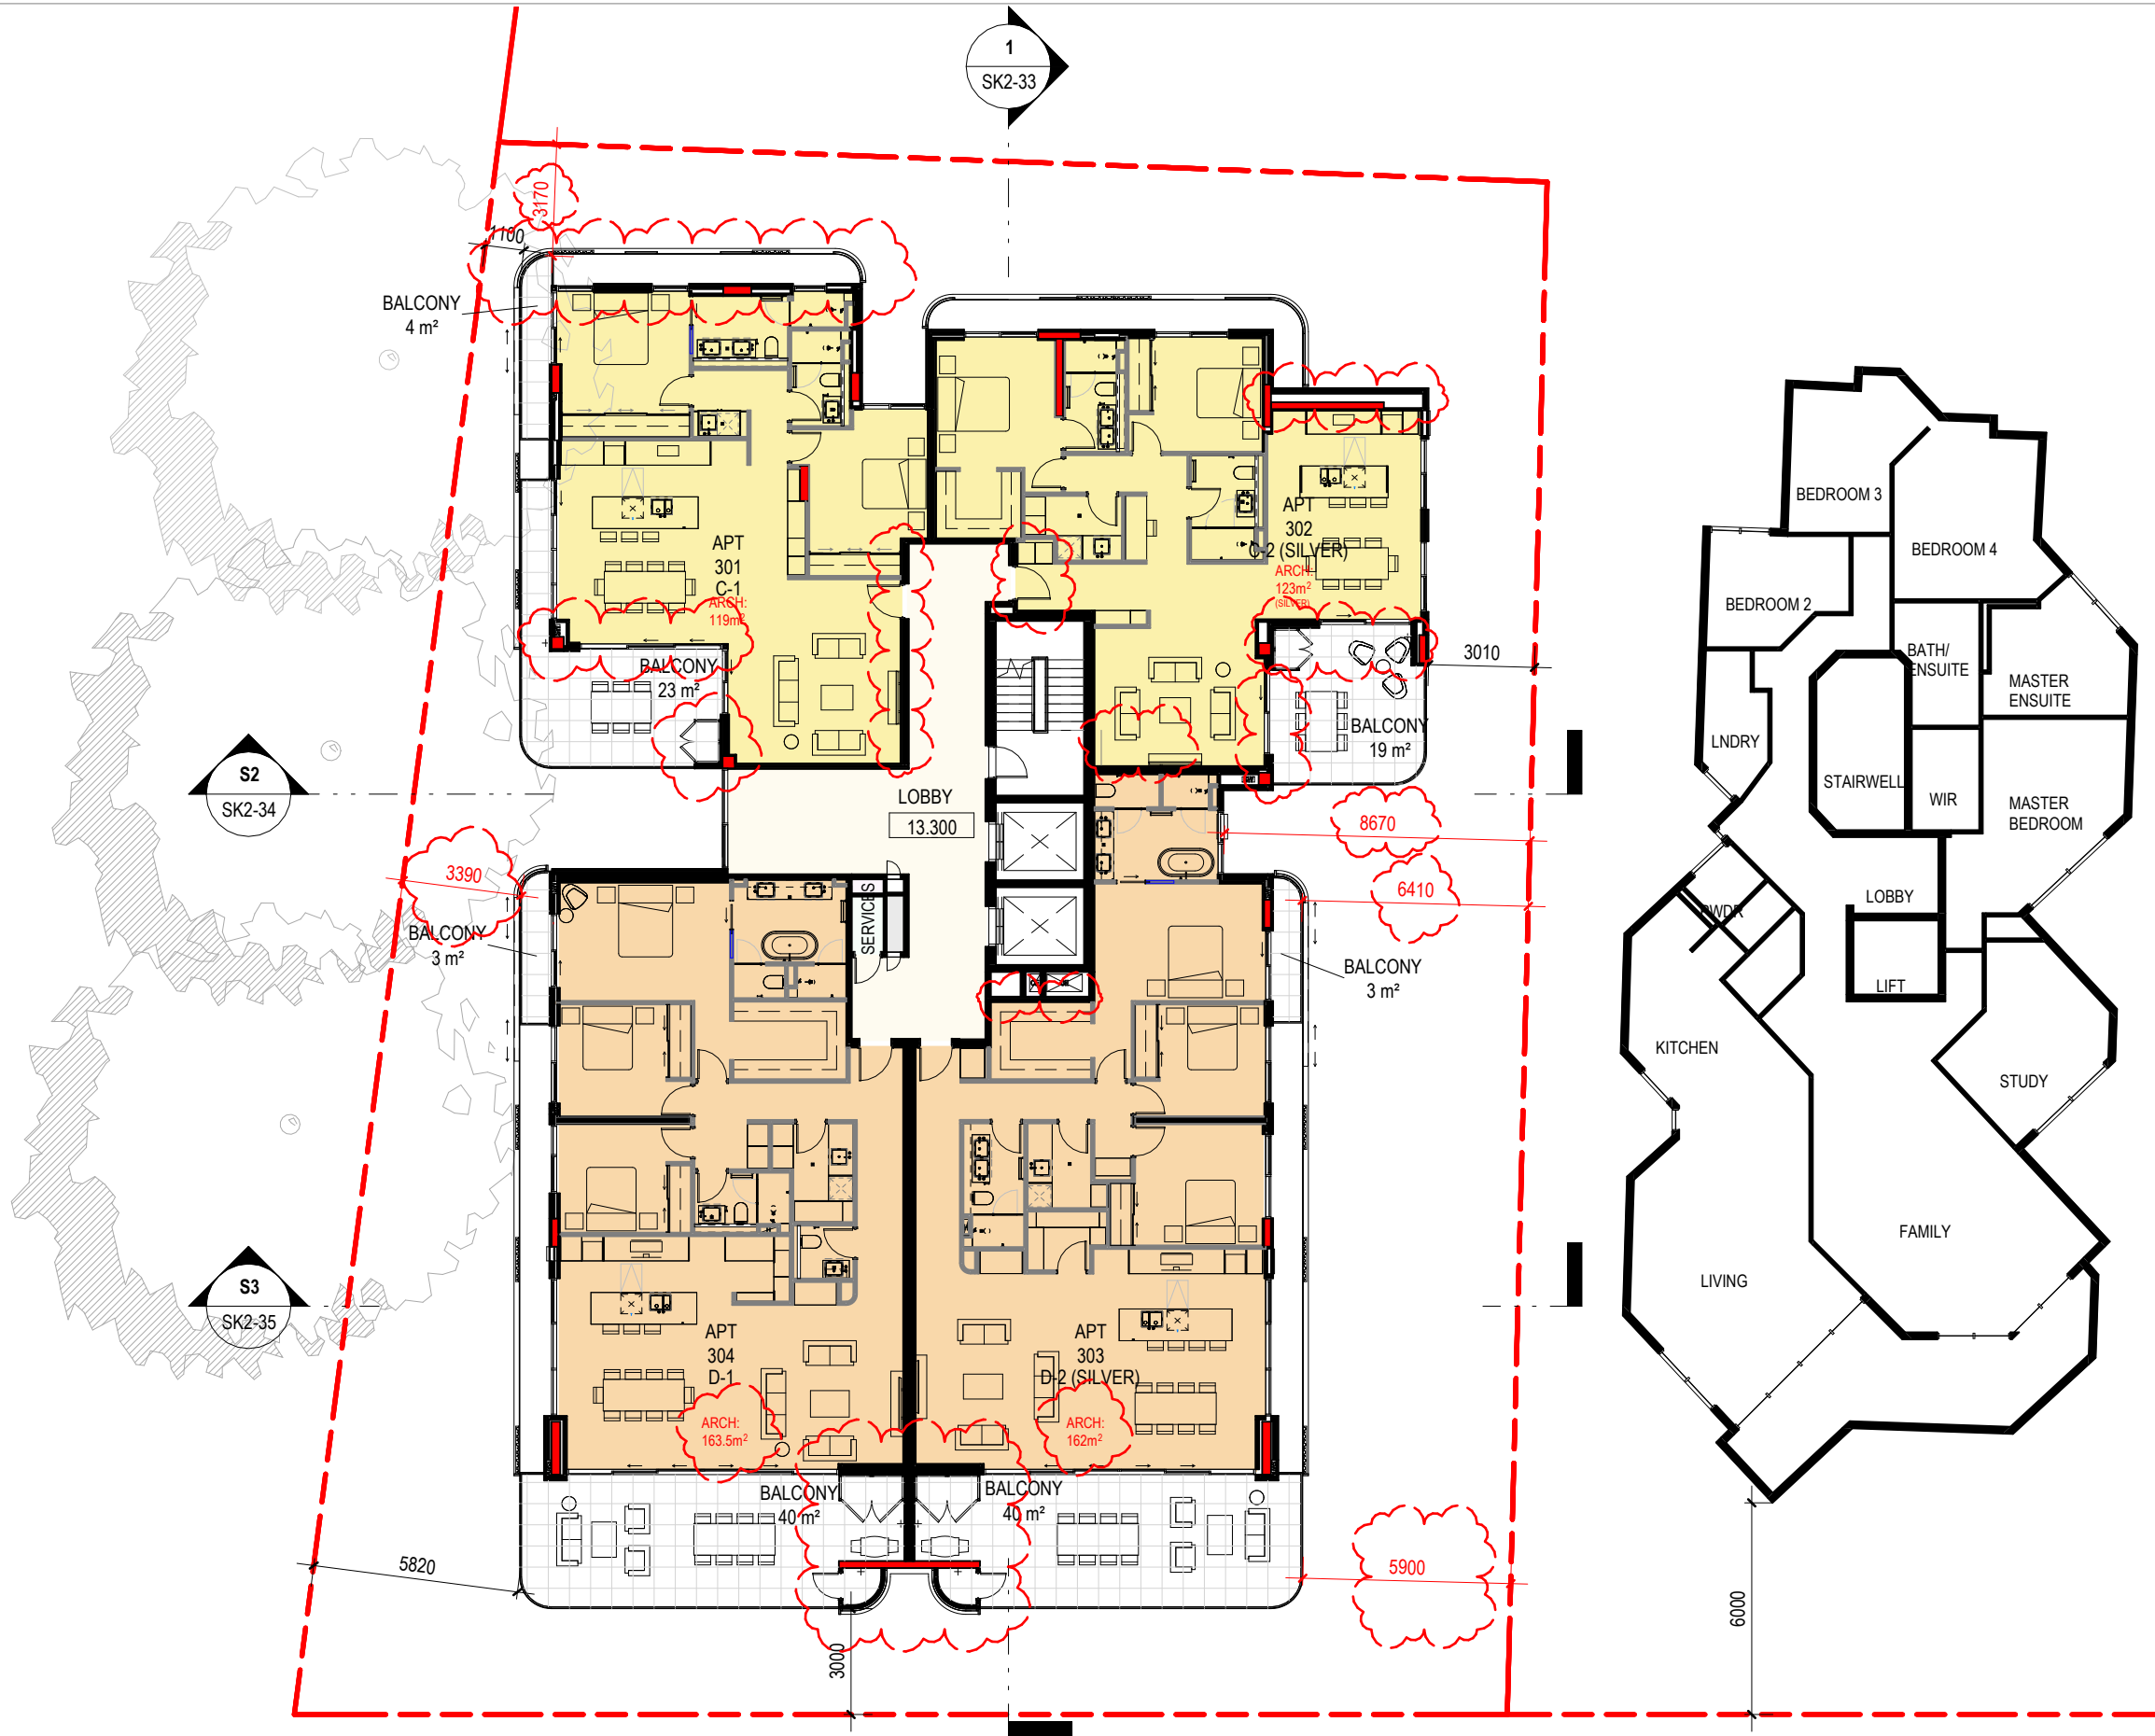 1
SK2-33
3170
1100
BALCONY
4 m²
APT
301
C-1
ARCH:
119m²
BALCONY
23 m²
APT
302
C-2 (SILVER)
ARCH:
123m²
(SILVER)
BALCONY
19 m²
3010
S2
SK2-34
LOBBY
13.300
8670
6410
3390
BALCONY
3 m²
SERVICES
BALCONY
3 m²
S3
SK2-35
APT
304
D-1
ARCH:
163.5m²
APT
303
D-2 (SILVER)
ARCH:
162m²
BALCONY
40 m²
BALCONY
40 m²
5820
5900
3000
6000
BEDROOM 3
BEDROOM 4
BEDROOM 2
BATH/
ENSUITE
MASTER
ENSUITE
LNDRY
STAIRWELL
WIR
MASTER
BEDROOM
LOBBY
PWDR
LIFT
KITCHEN
STUDY
FAMILY
LIVING